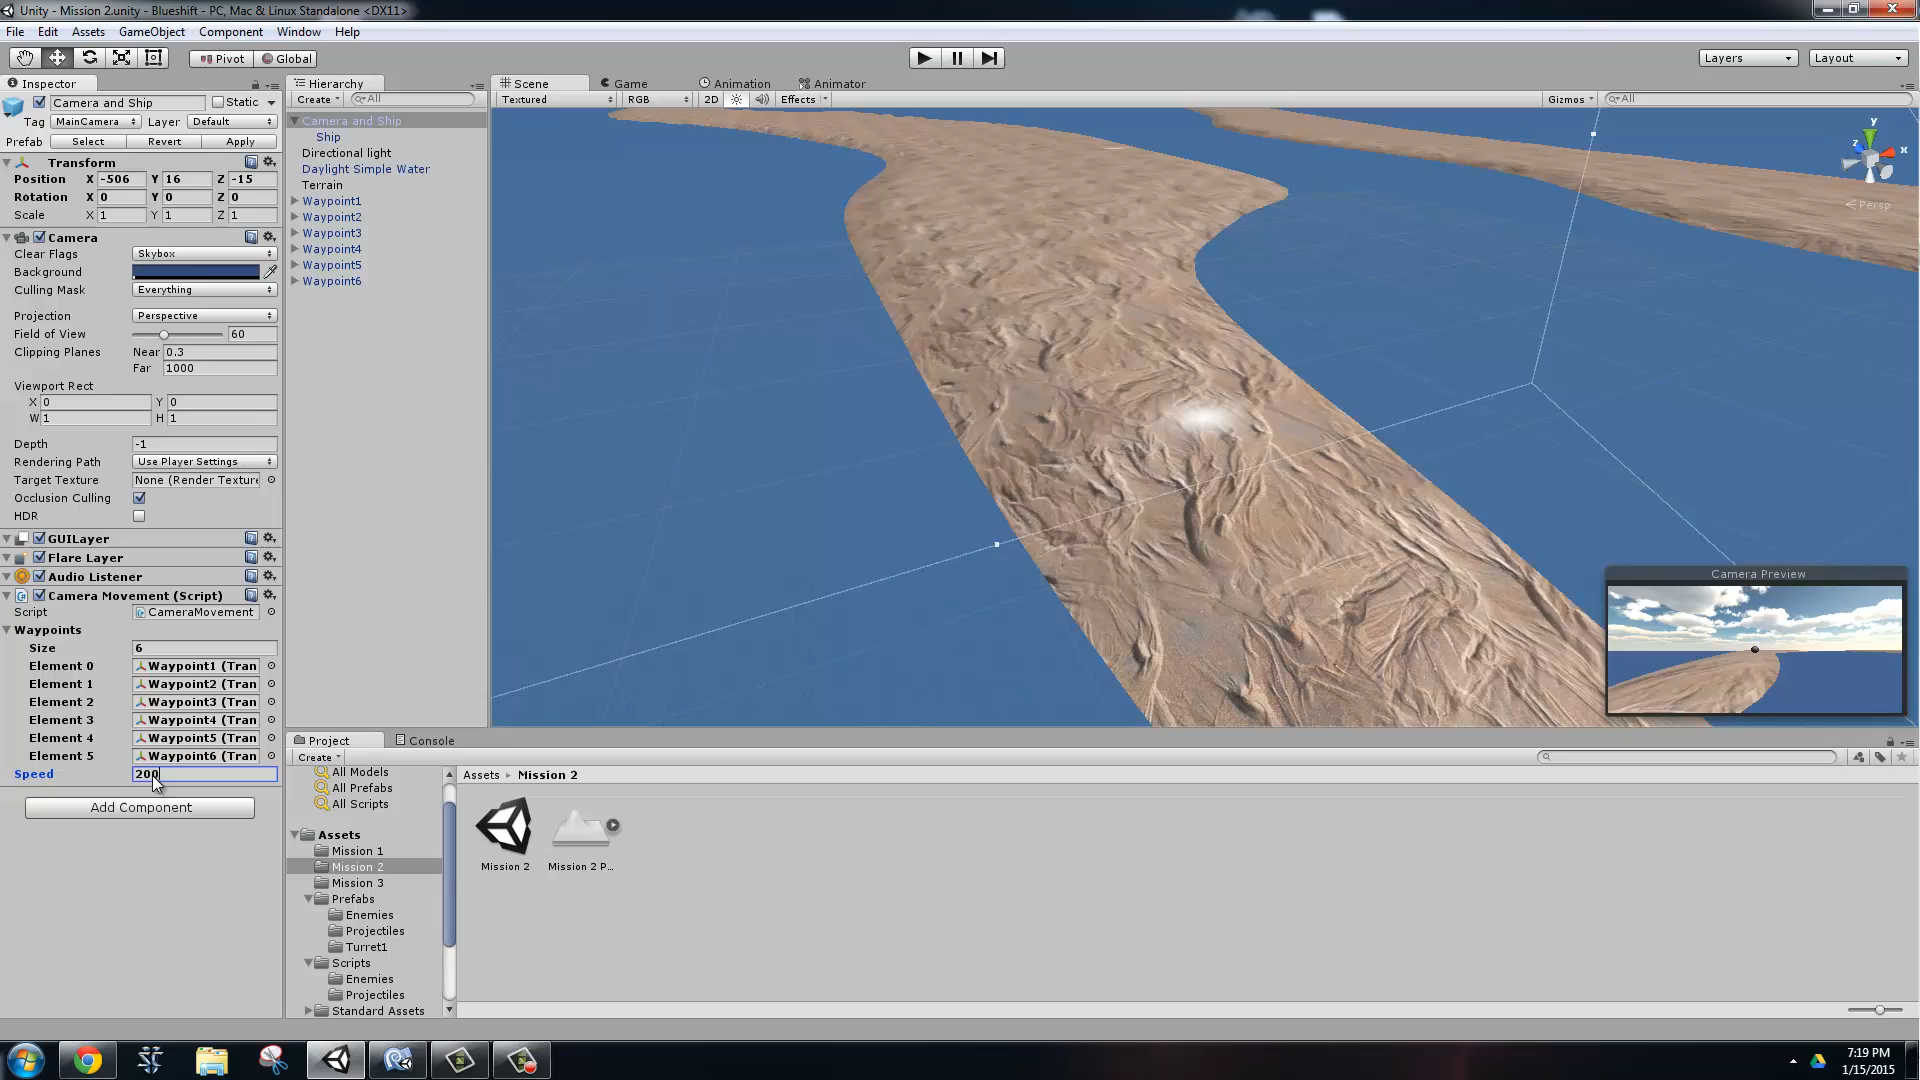 Unity - Mission 2.unity - Blueshift - PC, Mac & Linux Standalone <DX11>
File Edit Assets GameObject Component Window Help
Pivot Global Layers Layout
Inspector
Camera and Ship Static
Tag MainCamera Layer Default
Prefab Select Revert Apply
Transform
Position X -506 Y 16 Z -15
Rotation X 0 Y 0 Z 0
Scale X 1 Y 1 Z 1
Camera
Clear Flags Skybox
Background
Culling Mask Everything
Projection Perspective
Field of View 60
Clipping Planes Near 0.3
Far 1000
Viewport Rect
X 0 Y 0
W 1 H 1
Depth -1
Rendering Path Use Player Settings
Target Texture None (Render Texture
Occlusion Culling
HDR
GUILayer
Flare Layer
Audio Listener
Camera Movement (Script)
Script CameraMovement
Waypoints
Size 6
Element 0 Waypoint1 (Tran
Element 1 Waypoint2 (Tran
Element 2 Waypoint3 (Tran
Element 3 Waypoint4 (Tran
Element 4 Waypoint5 (Tran
Element 5 Waypoint6 (Tran
Speed 200
Add Component
Hierarchy
Create All
Camera and Ship
Ship
Directional light
Daylight Simple Water
Terrain
Waypoint1
Waypoint2
Waypoint3
Waypoint4
Waypoint5
Waypoint6
Scene Game Animation Animator
Textured RGB 2D Effects Gizmos All
y
z x
Persp
Camera Preview
Project Console
Create
All Models
All Prefabs
All Scripts
Assets
Mission 1
Mission 2
Mission 3
Prefabs
Enemies
Projectiles
Turret1
Scripts
Enemies
Projectiles
Standard Assets
Assets Mission 2
Mission 2 Mission 2 P...
7:19 PM
1/15/2015